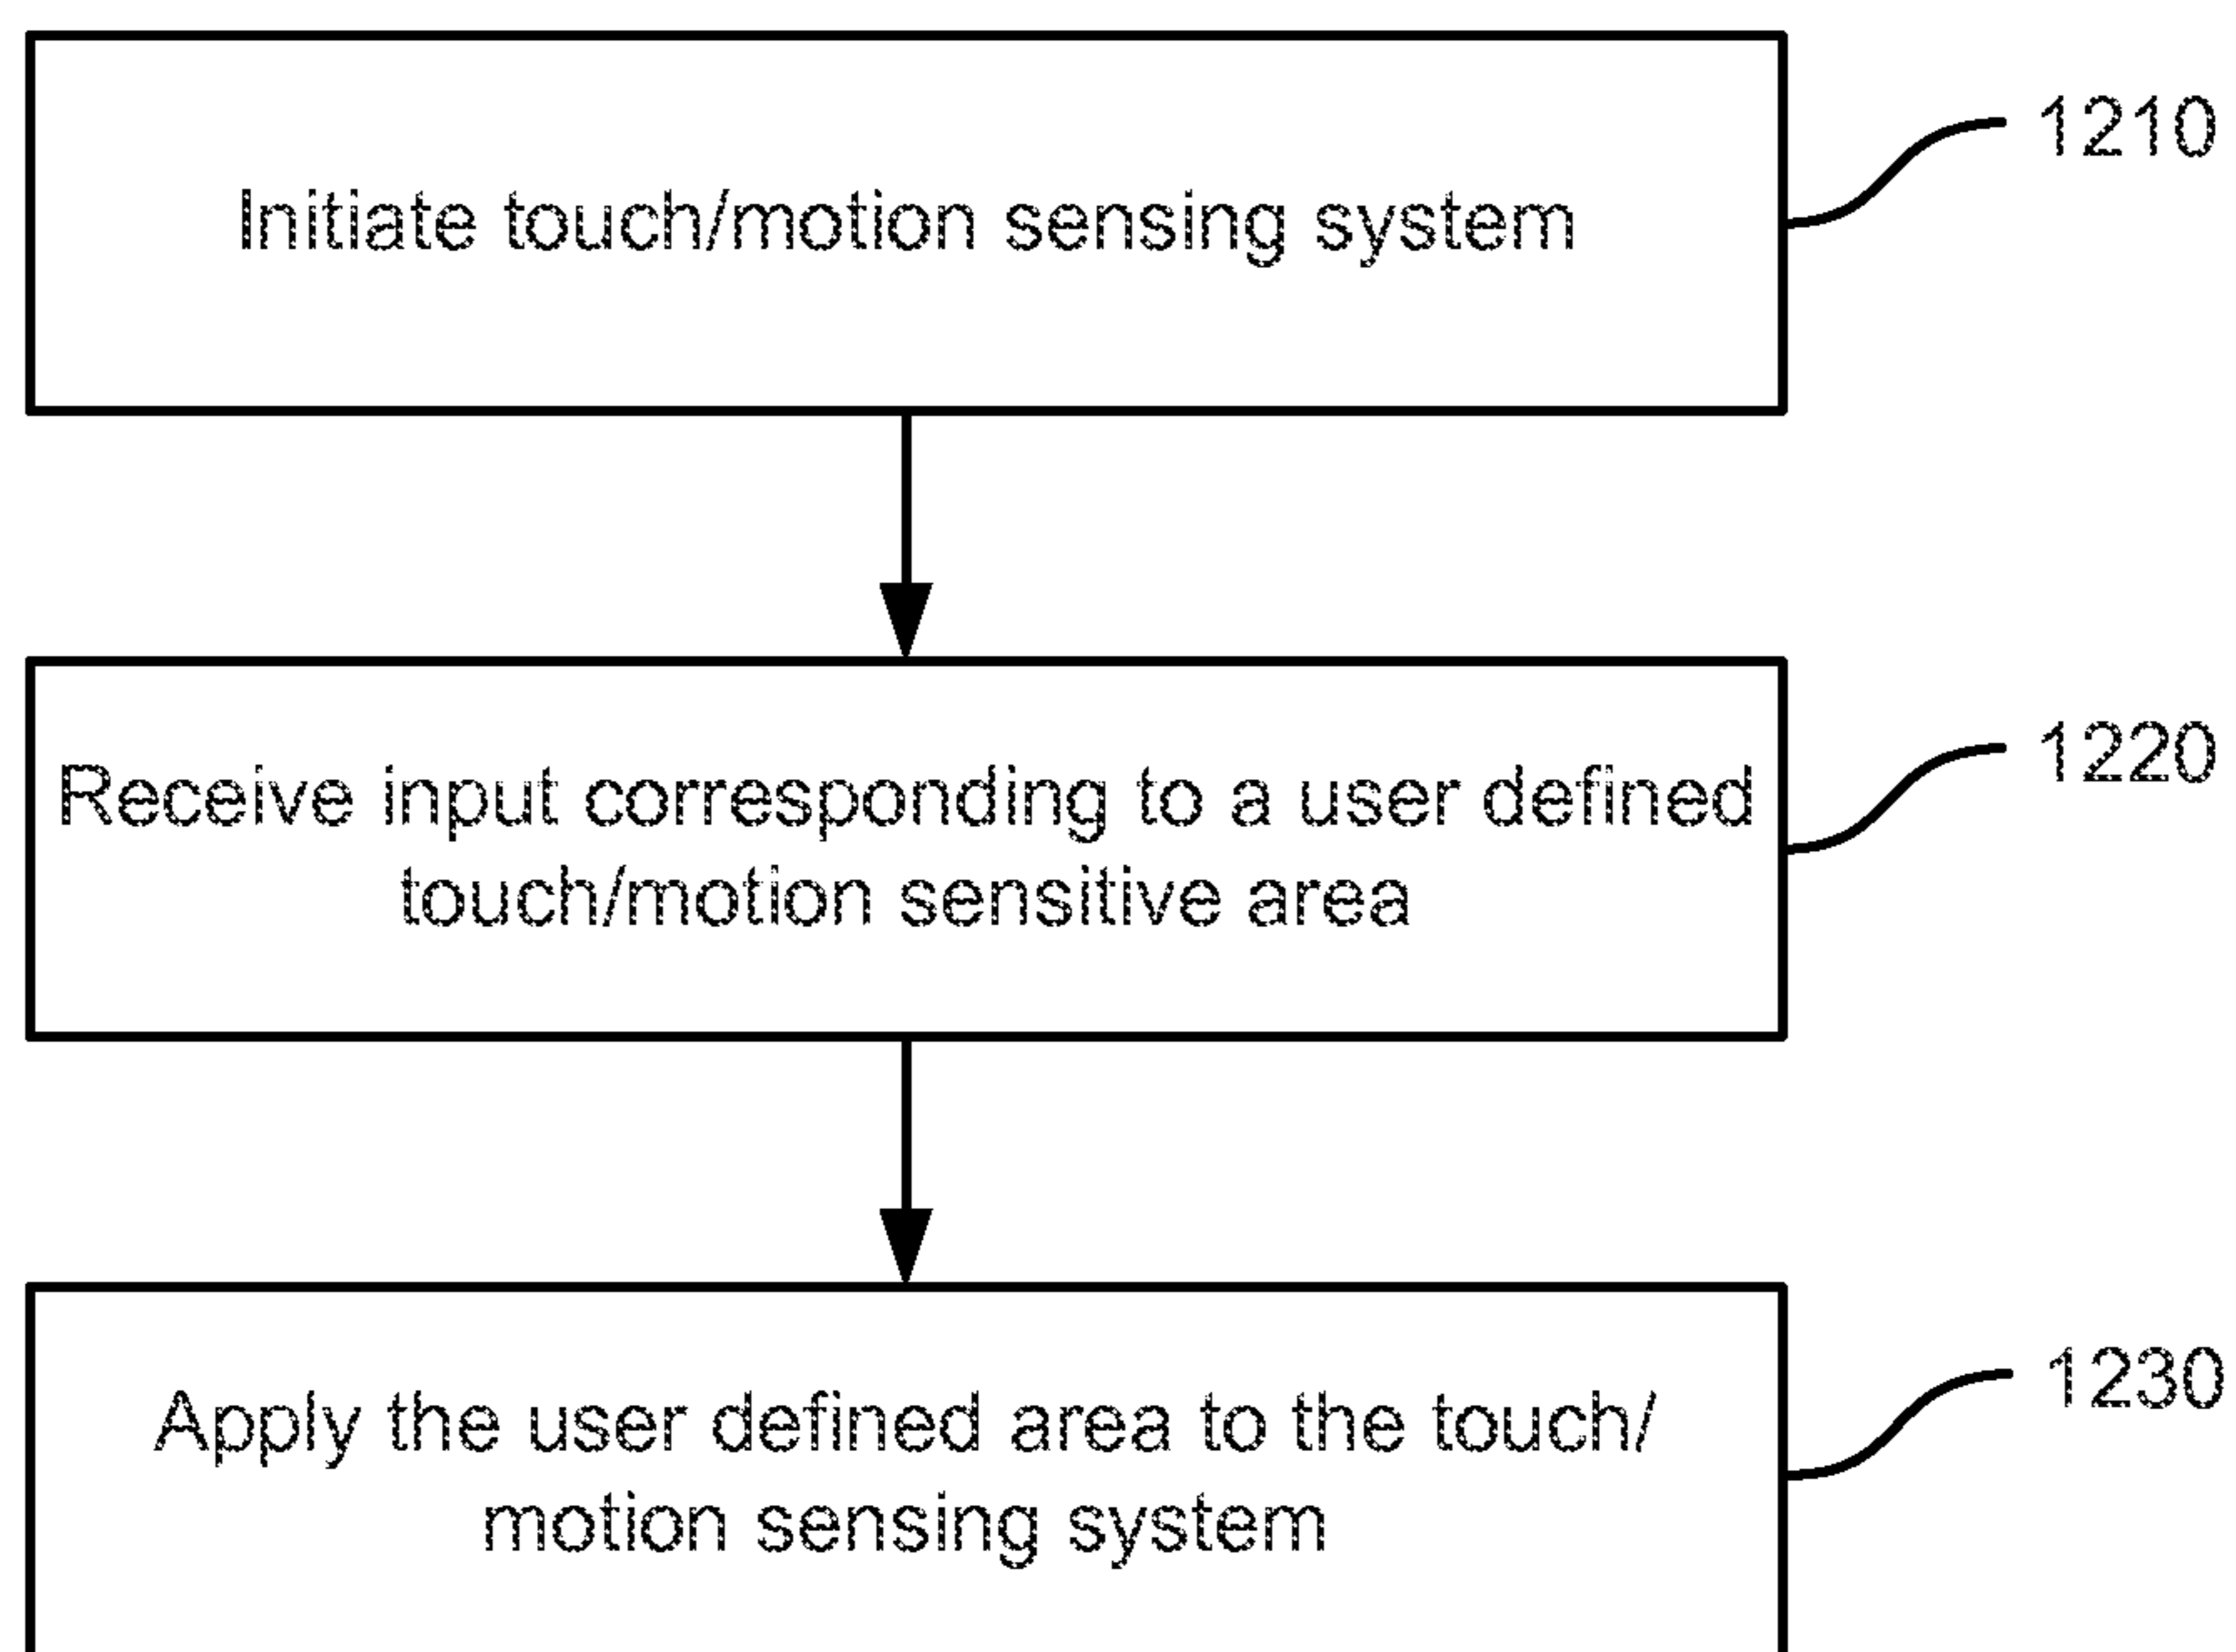 Initiate touch/motion sensing system
1210
Receive input corresponding to a user defined
touch/motion sensitive area
1220
Apply the user defined area to the touch/
motion sensing system
1230